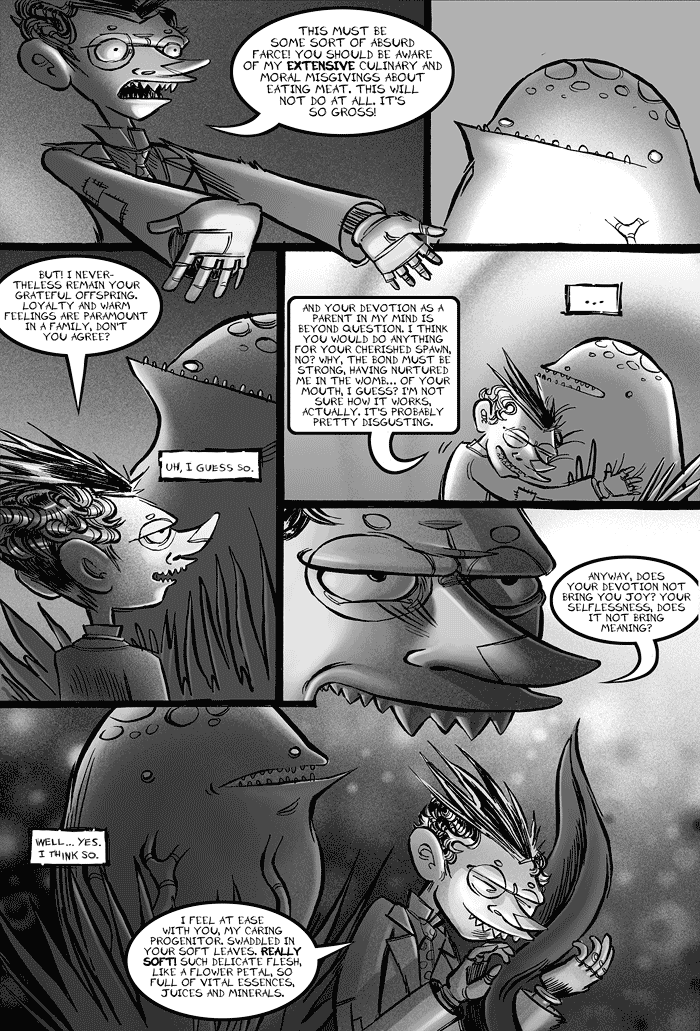 THIS MUST BE
SOME SORT OF ABSURD
FARCE! YOU SHOULD BE AWARE
OF MY EXTENSIVE CULINARY AND
MORAL MISGIVINGS ABOUT
EATING MEAT. THIS WILL
NOT DO AT ALL. IT'S
SO GROSS!
BUT! I NEVER-
THELESS REMAIN YOUR
GRATEFUL OFFSPRING.
LOYALTY AND WARM
FEELINGS ARE PARAMOUNT
IN A FAMILY, DON'T
YOU AGREE?
UH, I GUESS SO.
AND YOUR DEVOTION AS A
PARENT IN MY MIND IS
BEYOND QUESTION. I THINK
YOU WOULD DO ANYTHING
FOR YOUR CHERISHED SPAWN,
NO? WHY, THE BOND MUST BE
STRONG, HAVING NURTURED
ME IN THE WOMB... OF YOUR
MOUTH, I GUESS? I'M NOT
SURE HOW IT WORKS,
ACTUALLY. IT'S PROBABLY
PRETTY DISGUSTING.
...
ANYWAY, DOES
YOUR DEVOTION NOT
BRING YOU JOY? YOUR
SELFLESSNESS, DOES
IT NOT BRING
MEANING?
WELL... YES.
I THINK SO.
I FEEL AT EASE
WITH YOU, MY CARING
PROGENITOR. SWADDLED IN
YOUR SOFT LEAVES. REALLY
SOFT! SUCH DELICATE FLESH,
LIKE A FLOWER PETAL, SO
FULL OF VITAL ESSENCES,
JUICES AND MINERALS.